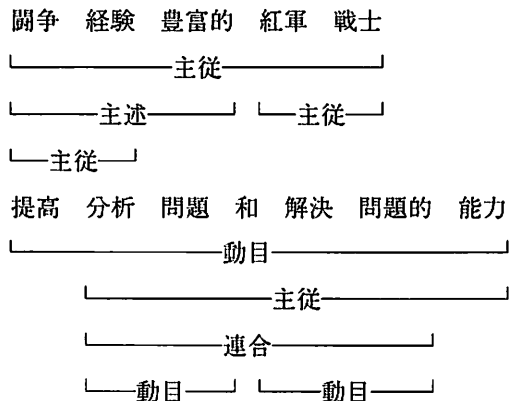 闘争 経験 豊富的 紅軍 戦士
主従
主述 主従
主従
提高 分析 問題 和 解決 問題的 能力
動目
主従
連合
動目 動目